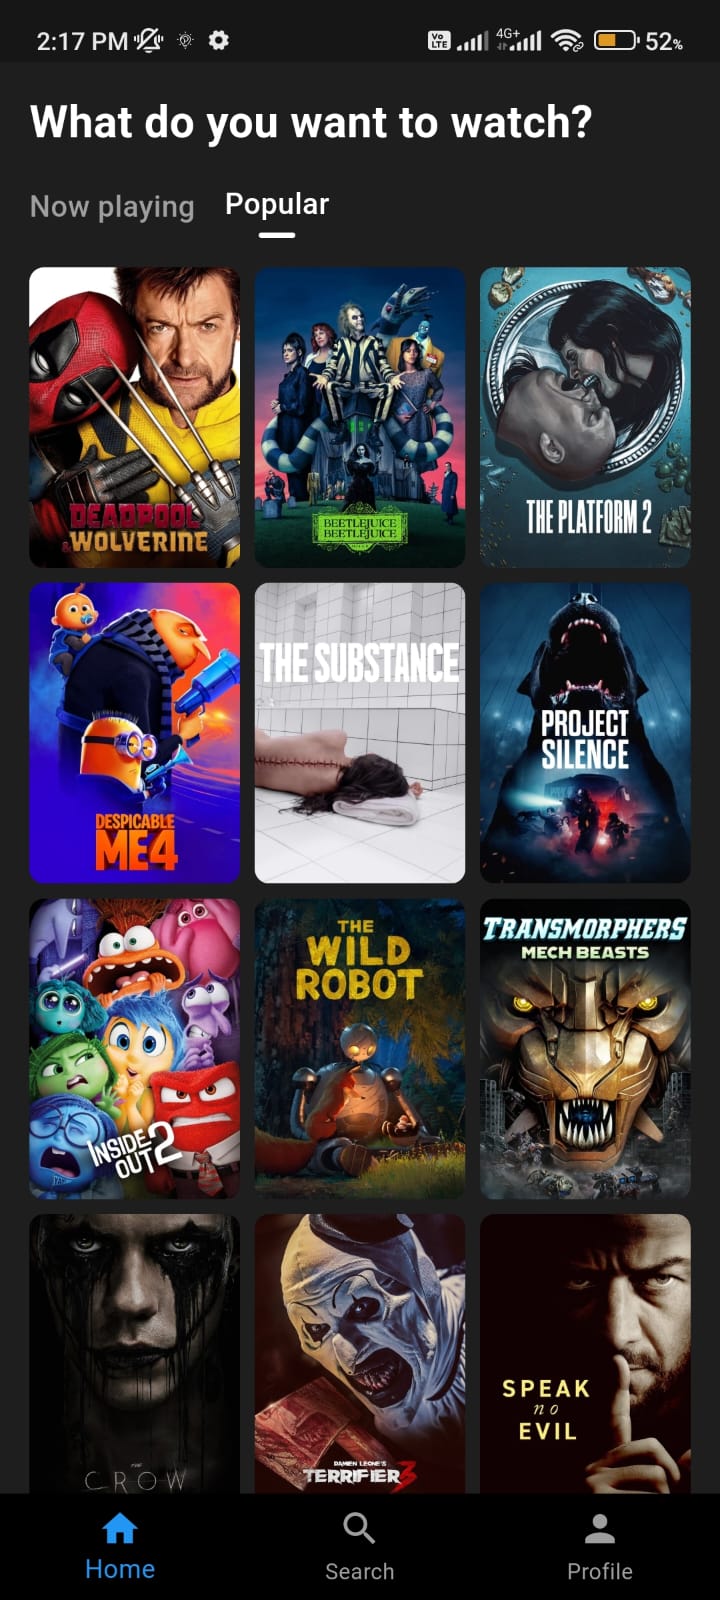 2:17 PM
Vo
LTE
4G+
52%
What do you want to watch?
Now playing
Popular
DEADPOOL
& WOLVERINE
BEETLEJUICE
BEETLEJUICE
THE PLATFORM 2
DESPICABLE
ME4
THE SUBSTANCE
PROJECT
SILENCE
INSIDE
OUT 2
THE
WILD
ROBOT
TRANSMORPHERS
MECH BEASTS
THE
CROW
DAMIEN LEONE'S
TERRIFIER 3
SPEAK
no
EVIL
Home
Search
Profile